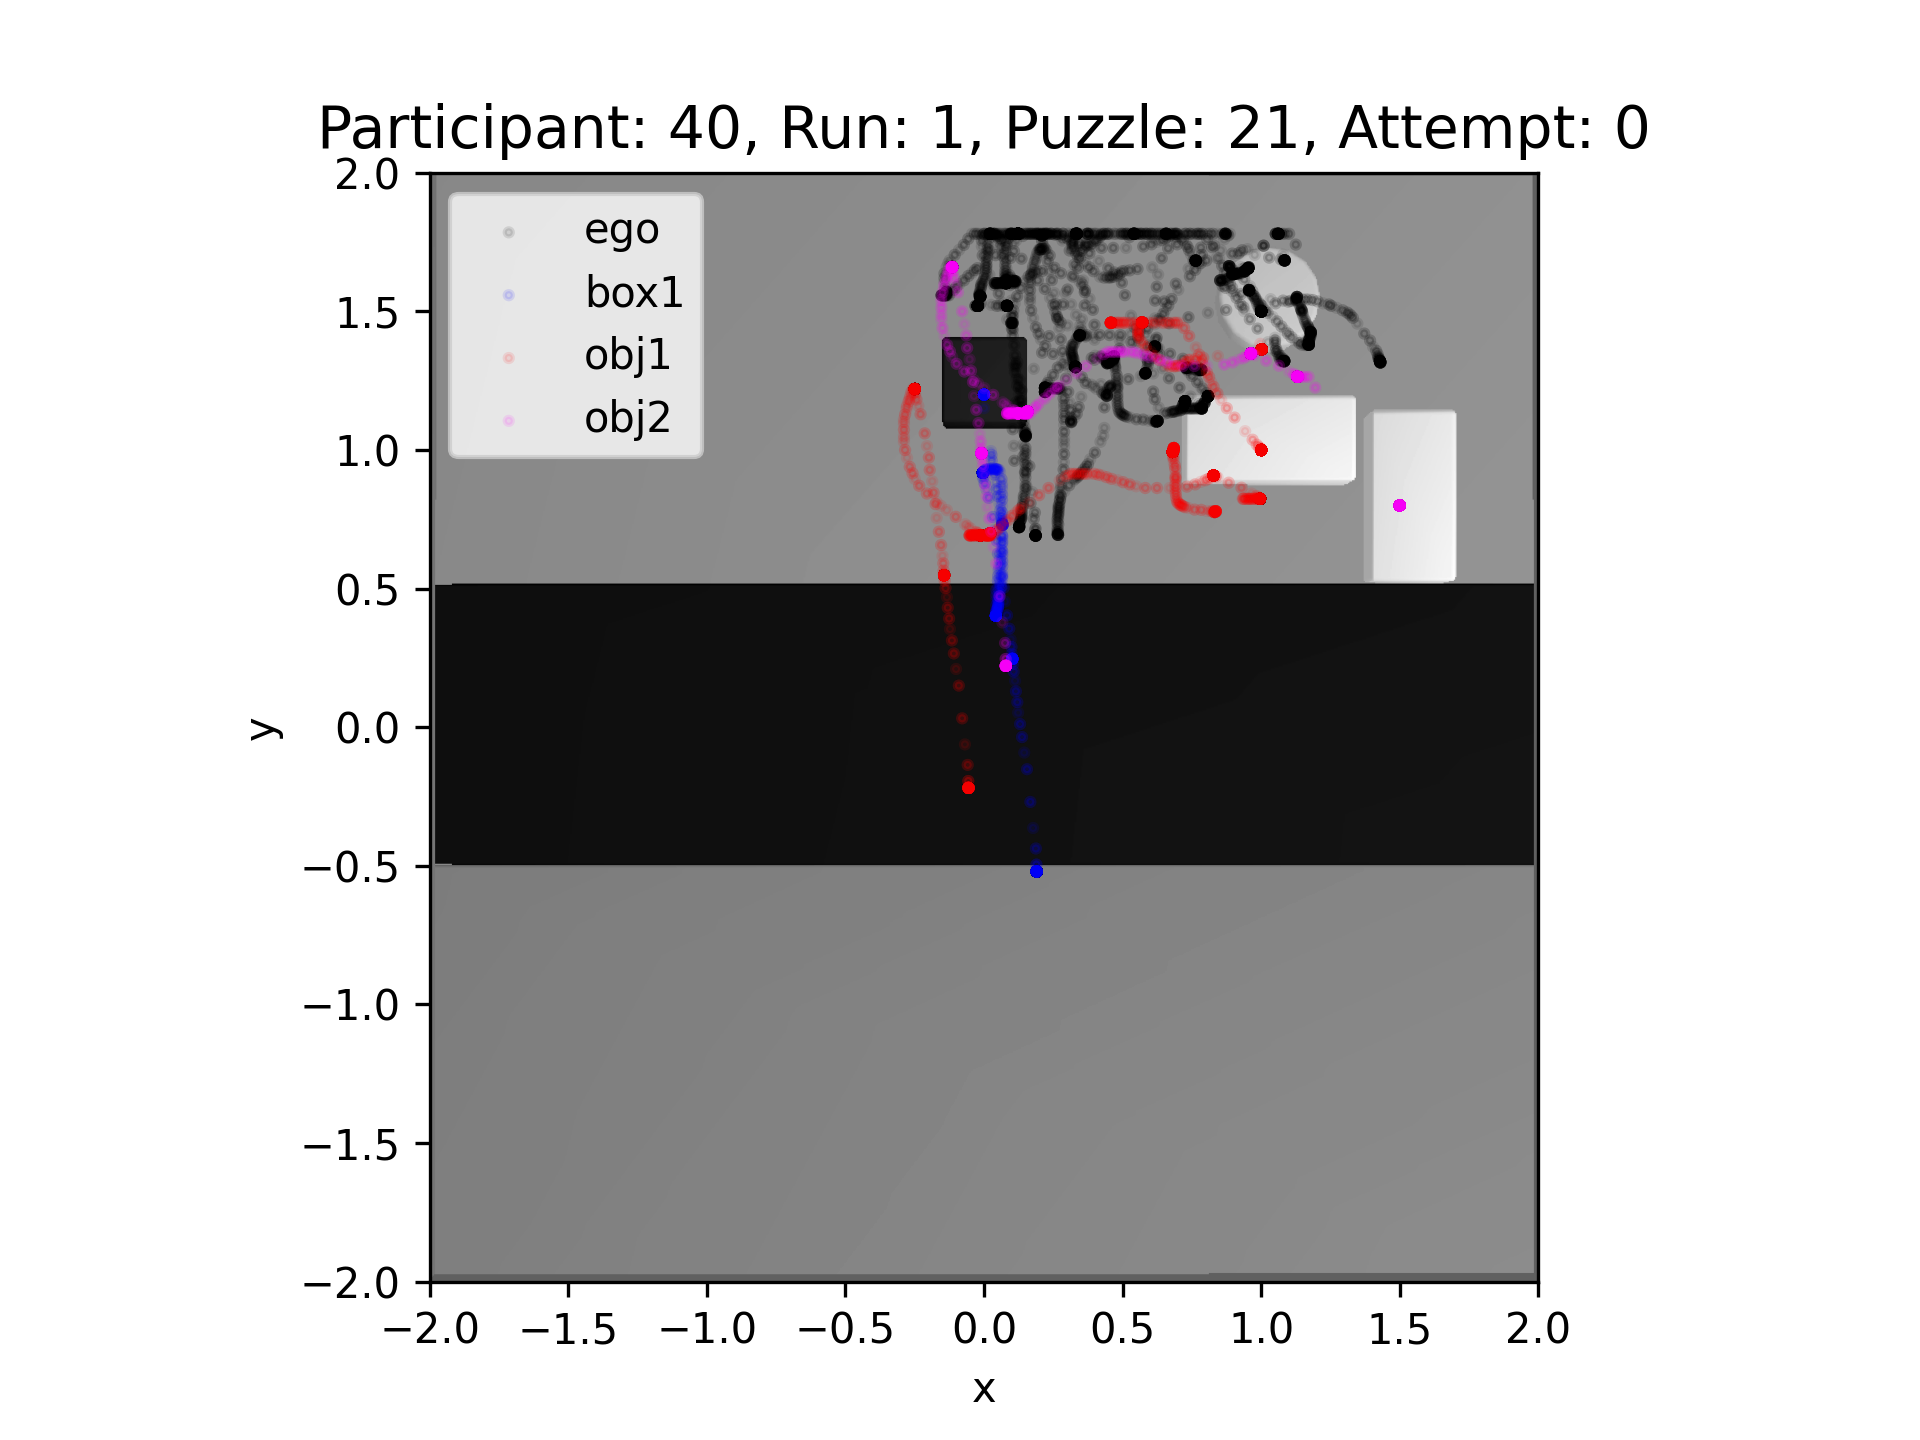 Participant: 40, Run: 1, Puzzle: 21, Attempt: 0
2.0
1.5
1.0
0.5
0.0
−0.5
−1.0
−1.5
−2.0
y
ego
box1
obj1
obj2
−2.0 −1.5 −1.0 −0.5 0.0 0.5 1.0 1.5 2.0
x